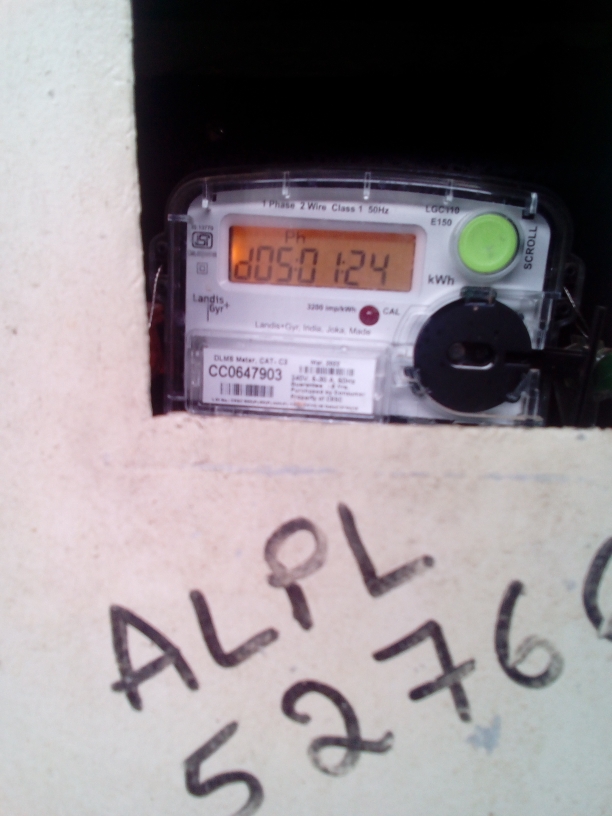 1 Phase 2 Wire Class 1 50Hz
LGC110
E150
SCROLL
Ph
d05:01:24
kWh
Landis
Gyr+
3200 imp/kWh
CAL
Landis+Gyr, India, Joka, Made
DLMS Meter, CAT- C3
CC0647903
ALPL
5276